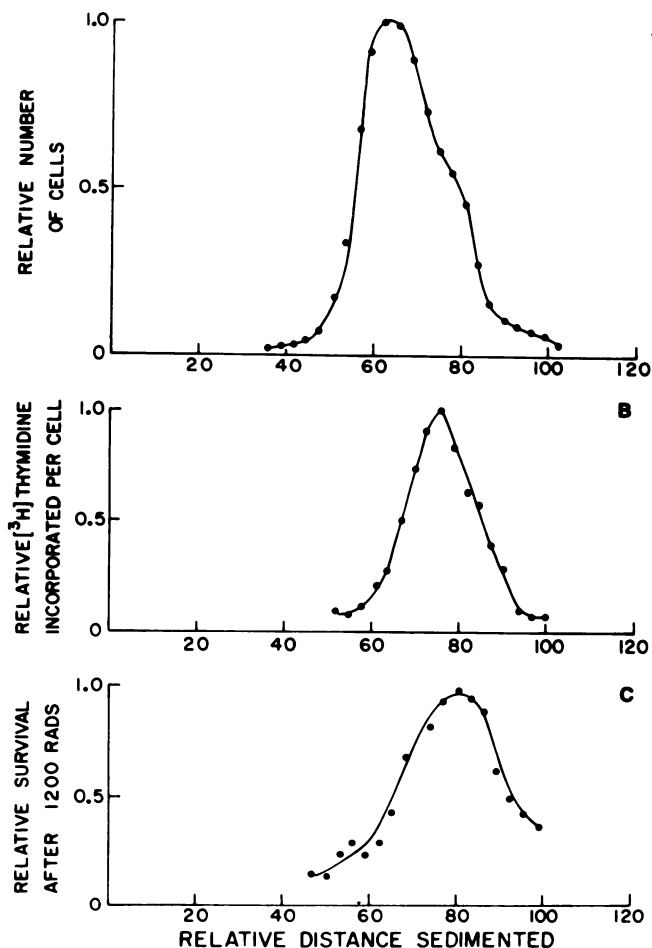 RELATIVE NUMBER
OF CELLS
1.0
0.5
0
20 40 60 80 100 120
B
RELATIVE [³H] THYMIDINE
INCORPORATED PER CELL
1.0
0.5
0
20 40 60 80 100 120
C
RELATIVE SURVIVAL
AFTER 1200 RADS
1.0
0.5
0
20 40 60 80 100 120
RELATIVE DISTANCE SEDIMENTED